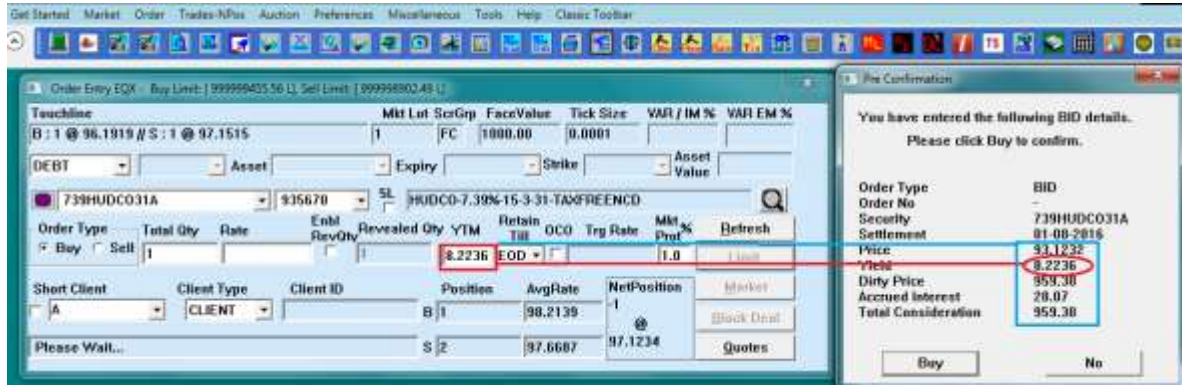 Get Started Market Order Trades-NPos Auction Preferences Miscellaneous Tools Help Classic Toolbar
Order Entry EQX - Buy Limit: [ 999999435.56 L], Sell Limit: [ 999998902.49 L]
Touchline Mkt Lot ScrGrp FaceValue Tick Size VAR / IM % VAR EM %
B : 1 @ 96.1919 // S : 1 @ 97.1515 1 FC 1000.00 0.0001
DEBT Asset Expiry Strike Asset Value
739HUDCO31A 935670 SL HUDCO-7.39%-15-3-31-TAXFREENCD
Order Type Total Qty Rate Enbl RevQty Revealed Qty YTM Retain Till OCO Trg Rate Mkt Prot % Refresh
Buy Sell 1 1 8.2236 EOD 1.0 Limit
Short Client Client Type Client ID Position AvgRate NetPosition Market
A CLIENT B 1 98.2139 -1 @ 97.1234 Block Deal
Please Wait... S 2 97.6687 Quotes
Pre Confirmation
You have entered the following BID details.
Please click Buy to confirm.
Order Type BID
Order No -
Security 739HUDCO31A
Settlement 01-08-2016
Price 93.1232
Yield 8.2236
Dirty Price 959.30
Accrued Interest 28.07
Total Consideration 959.30
Buy No